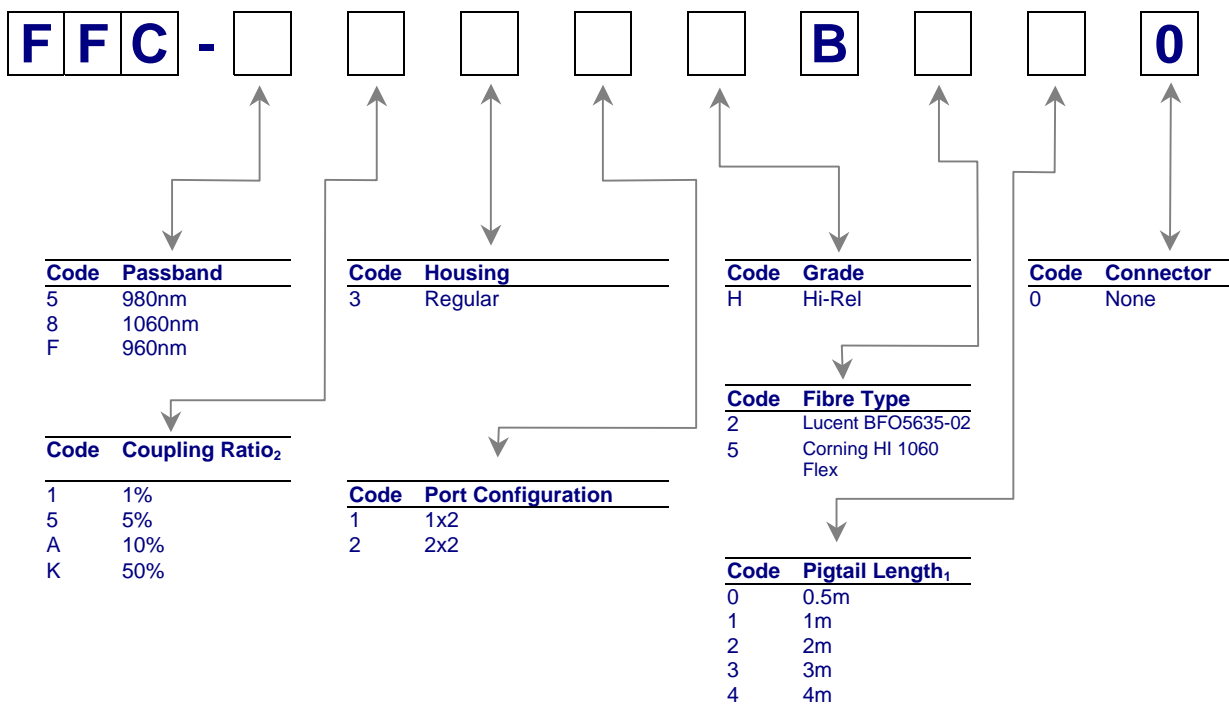 FFC - B 0
Code Passband
5 980nm
8 1060nm
F 960nm
Code Housing
3 Regular
Code Grade
H Hi-Rel
Code Connector
0 None
Code Fibre Type
2 Lucent BFO5635-02
5 Corning HI 1060
Flex
Code Coupling Ratio2
1 1%
5 5%
A 10%
K 50%
Code Port Configuration
1 1x2
2 2x2
Code Pigtail Length1
0 0.5m
1 1m
2 2m
3 3m
4 4m